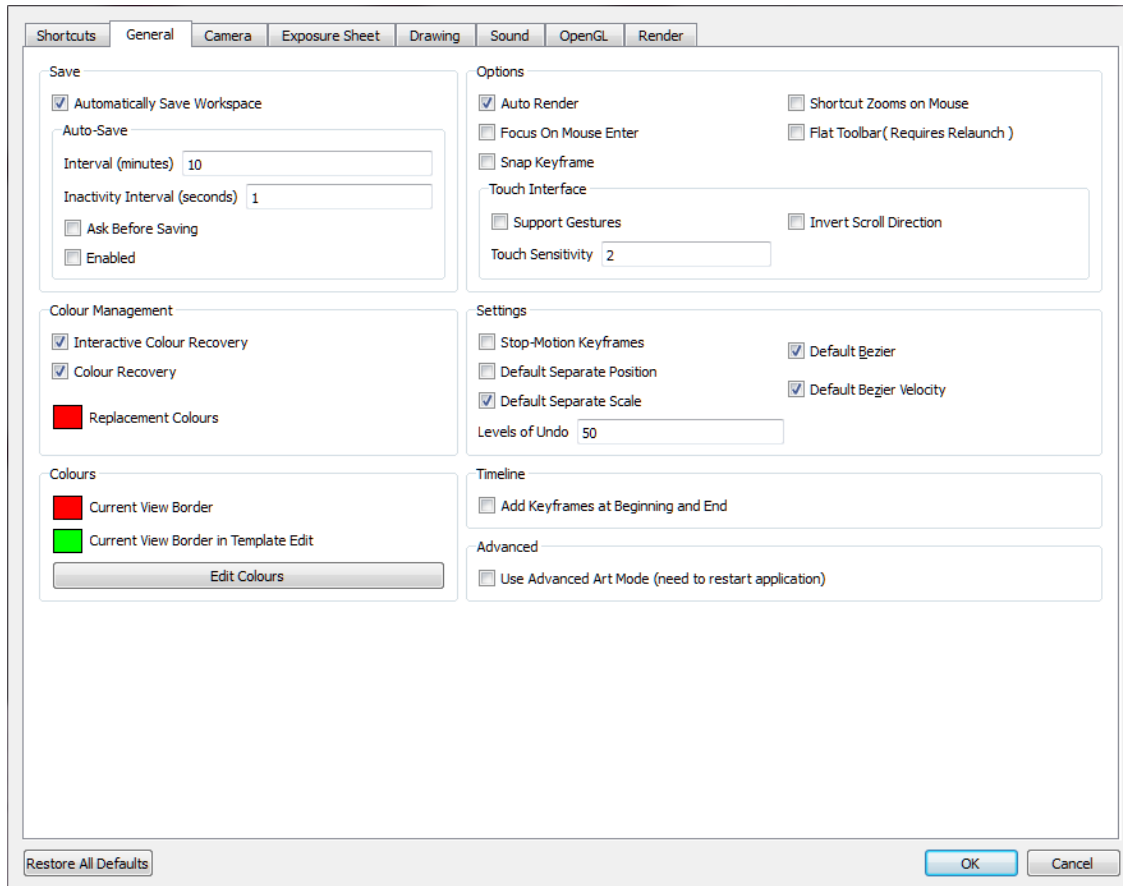 Shortcuts General Camera Exposure Sheet Drawing Sound OpenGL Render
Save
Automatically Save Workspace
Auto-Save
Interval (minutes) 10
Inactivity Interval (seconds) 1
Ask Before Saving
Enabled
Options
Auto Render Shortcut Zooms on Mouse
Focus On Mouse Enter Flat Toolbar( Requires Relaunch )
Snap Keyframe
Touch Interface
Support Gestures Invert Scroll Direction
Touch Sensitivity 2
Colour Management
Interactive Colour Recovery
Colour Recovery
Replacement Colours
Settings
Stop-Motion Keyframes
Default Bezier
Default Separate Position
Default Bezier Velocity
Default Separate Scale
Levels of Undo 50
Colours
Current View Border
Current View Border in Template Edit
Edit Colours
Timeline
Add Keyframes at Beginning and End
Advanced
Use Advanced Art Mode (need to restart application)
Restore All Defaults OK Cancel